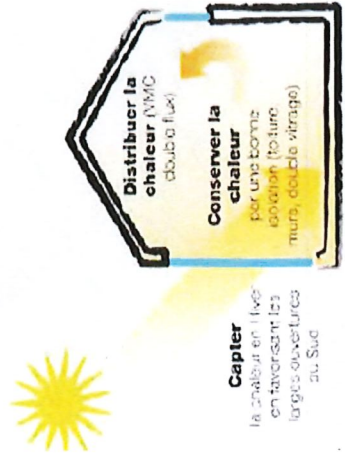 Capter
la chaleur en hiver
en favorisant les
larges ouvertures
au Sud
Distribuer la
chaleur (VMC
double flux)
Conserver la
chaleur
par une bonne
isolation (toiture
murs, double vitrage)